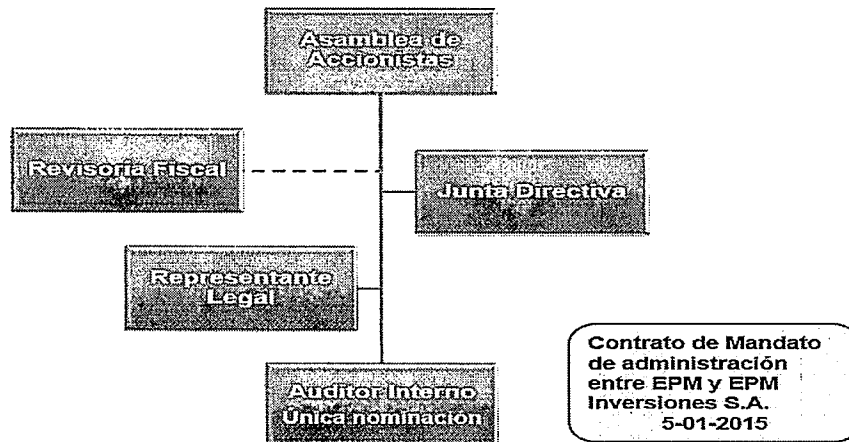 Asamblea de
Accionistas
Revisoría Fiscal
Junta Directiva
Representante
Legal
Auditor Interno
Única nominación
Contrato de Mandato
de administración
entre EPM y EPM
Inversiones S.A.
5-01-2015